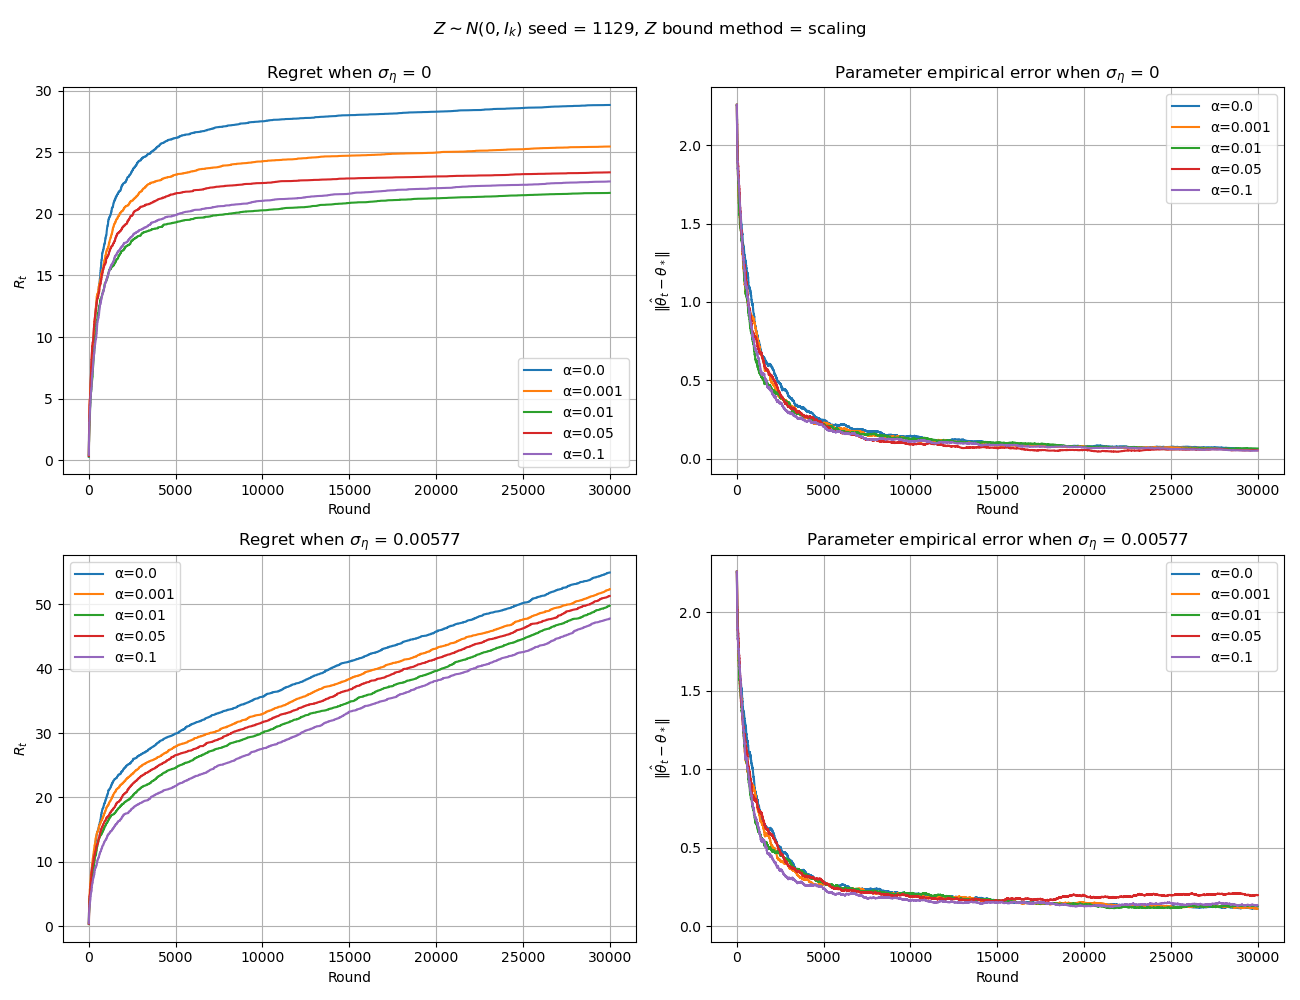 Z ∼ N(0, I_k) seed = 1129, Z bound method = scaling
Regret when σ_η = 0
30
25
20
15
10
5
0
R_t
0 5000 10000 15000 20000 25000 30000
Round
α=0.0
α=0.001
α=0.01
α=0.05
α=0.1
Parameter empirical error when σ_η = 0
2.0
1.5
1.0
0.5
0.0
‖θ̂_t − θ_*‖
0 5000 10000 15000 20000 25000 30000
Round
α=0.0
α=0.001
α=0.01
α=0.05
α=0.1
Regret when σ_η = 0.00577
50
40
30
20
10
0
R_t
0 5000 10000 15000 20000 25000 30000
Round
α=0.0
α=0.001
α=0.01
α=0.05
α=0.1
Parameter empirical error when σ_η = 0.00577
2.0
1.5
1.0
0.5
0.0
‖θ̂_t − θ_*‖
0 5000 10000 15000 20000 25000 30000
Round
α=0.0
α=0.001
α=0.01
α=0.05
α=0.1